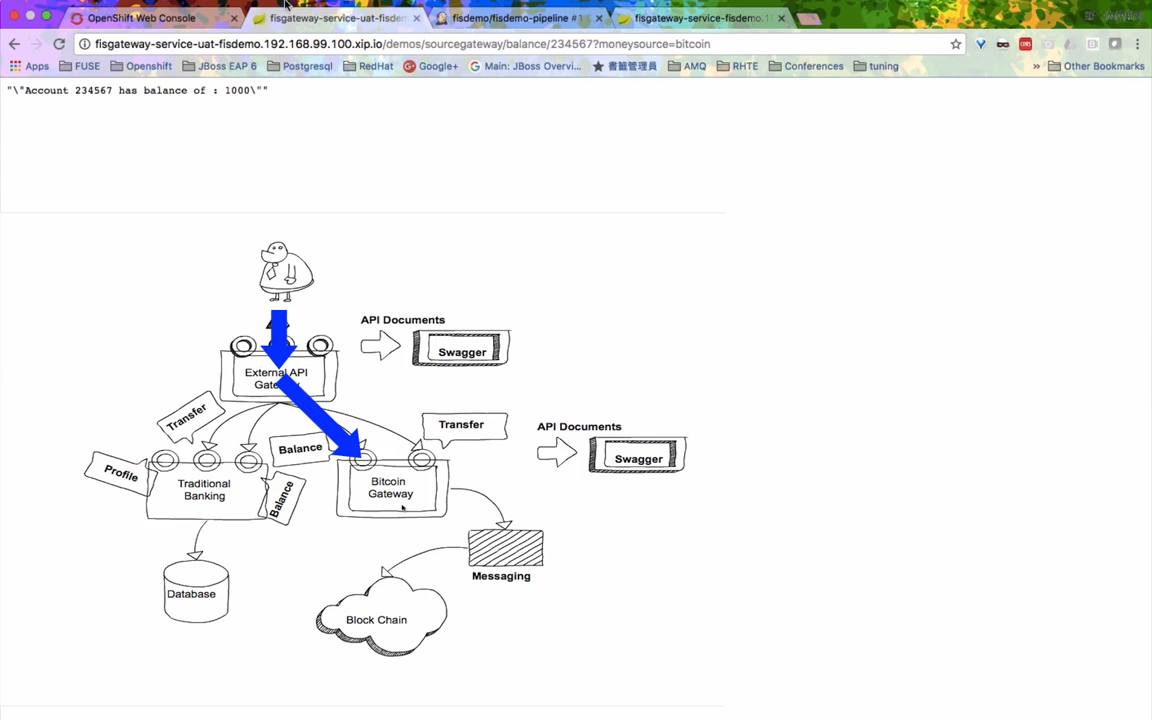 OpenShift Web Console
fisgateway-service-uat-fisdem
fisdemo/fisdemo-pipeline #1
fisgateway-service-fisdemo.1
fisgateway-service-uat-fisdemo.192.168.99.100.xip.io/demos/sourcegateway/balance/234567?moneysource=bitcoin
Apps FUSE Openshift JBoss EAP 6 Postgresql RedHat Google+ Main: JBoss Overvi... 書籤管理員 AMQ RHTE Conferences tuning » Other Bookmarks
"\"Account 234567 has balance of : 1000\""
API Documents
Swagger
External API
Transfer
Transfer
API Documents
Balance
Swagger
Profile
Traditional
Banking
Balance
Bitcoin
Gateway
Messaging
Database
Block Chain